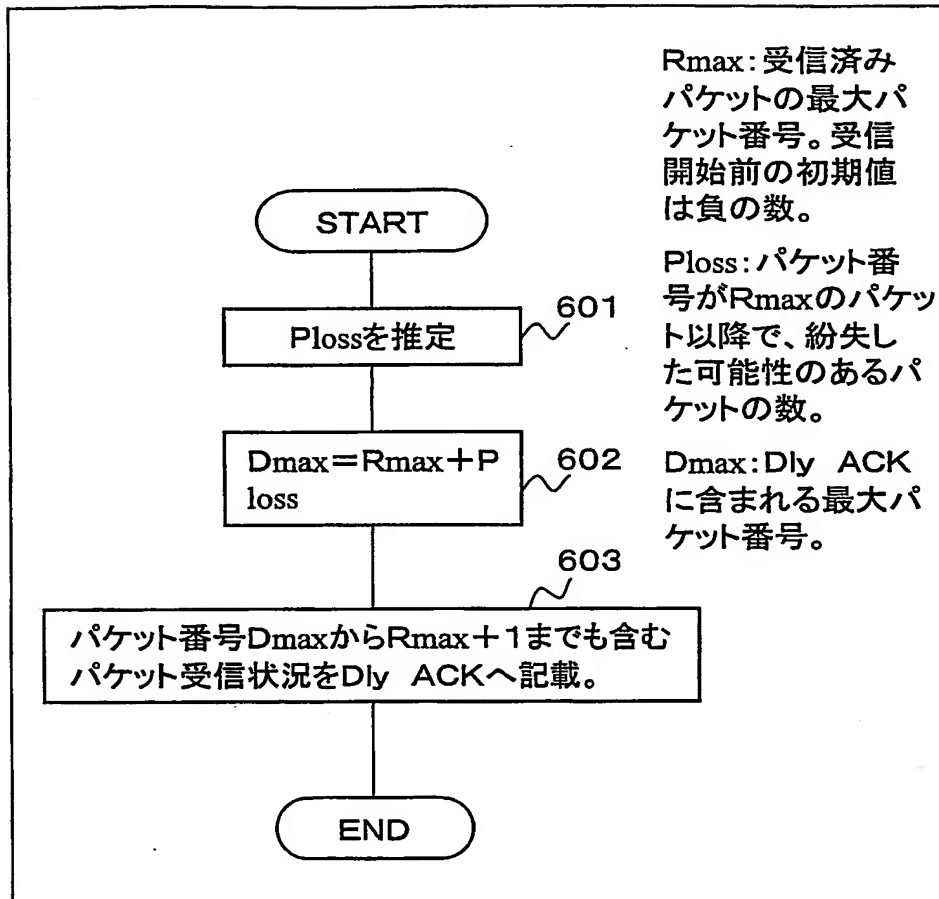 Rmax:受信済み
パケットの最大パ
ケット番号。受信
開始前の初期値
は負の数。
START
Ploss:パケット番
号がRmaxのパケッ
ト以降で、紛失し
た可能性のあるパ
ケットの数。
601
Plossを推定
Dmax=Rmax+P
loss
602
Dmax:Dly ACK
に含まれる最大パ
ケット番号。
603
パケット番号DmaxからRmax+1までも含む
パケット受信状況をDly ACKへ記載。
END